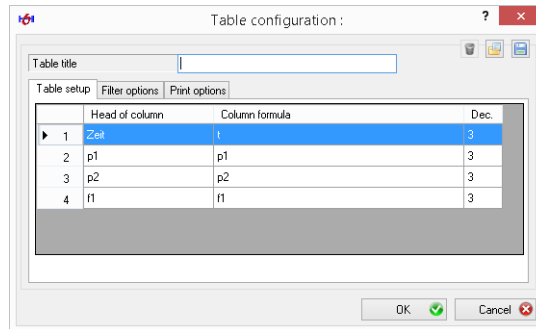 Table configuration : ?
Table title
Table setup Filter options Print options
Head of column Column formula Dec.
1 Zeit t 3
2 p1 p1 3
3 p2 p2 3
4 f1 f1 3
OK Cancel